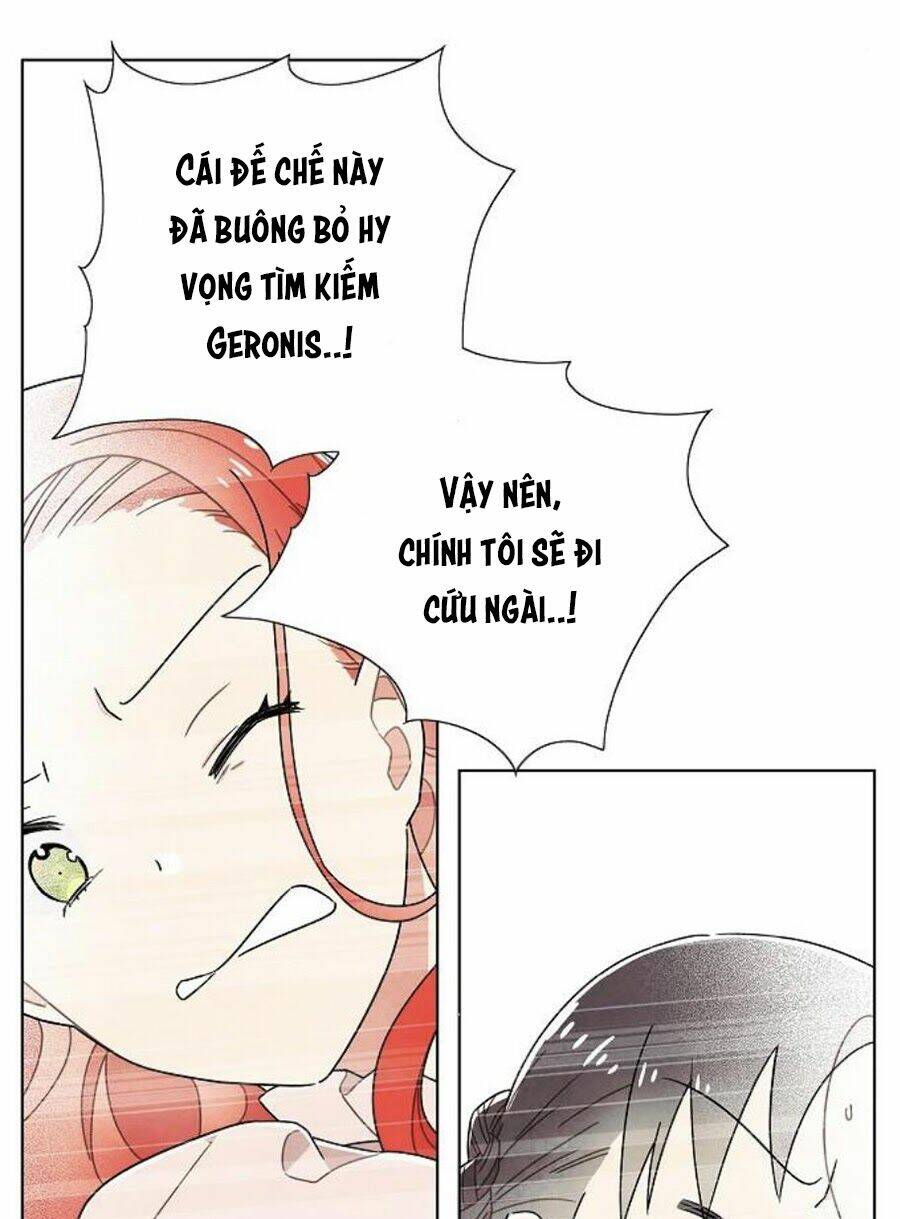 Cái đế chế này
đã buông bỏ hy
vọng tìm kiếm
Geronis..!
Vậy nên,
chính tôi sẽ đi
cứu ngài..!